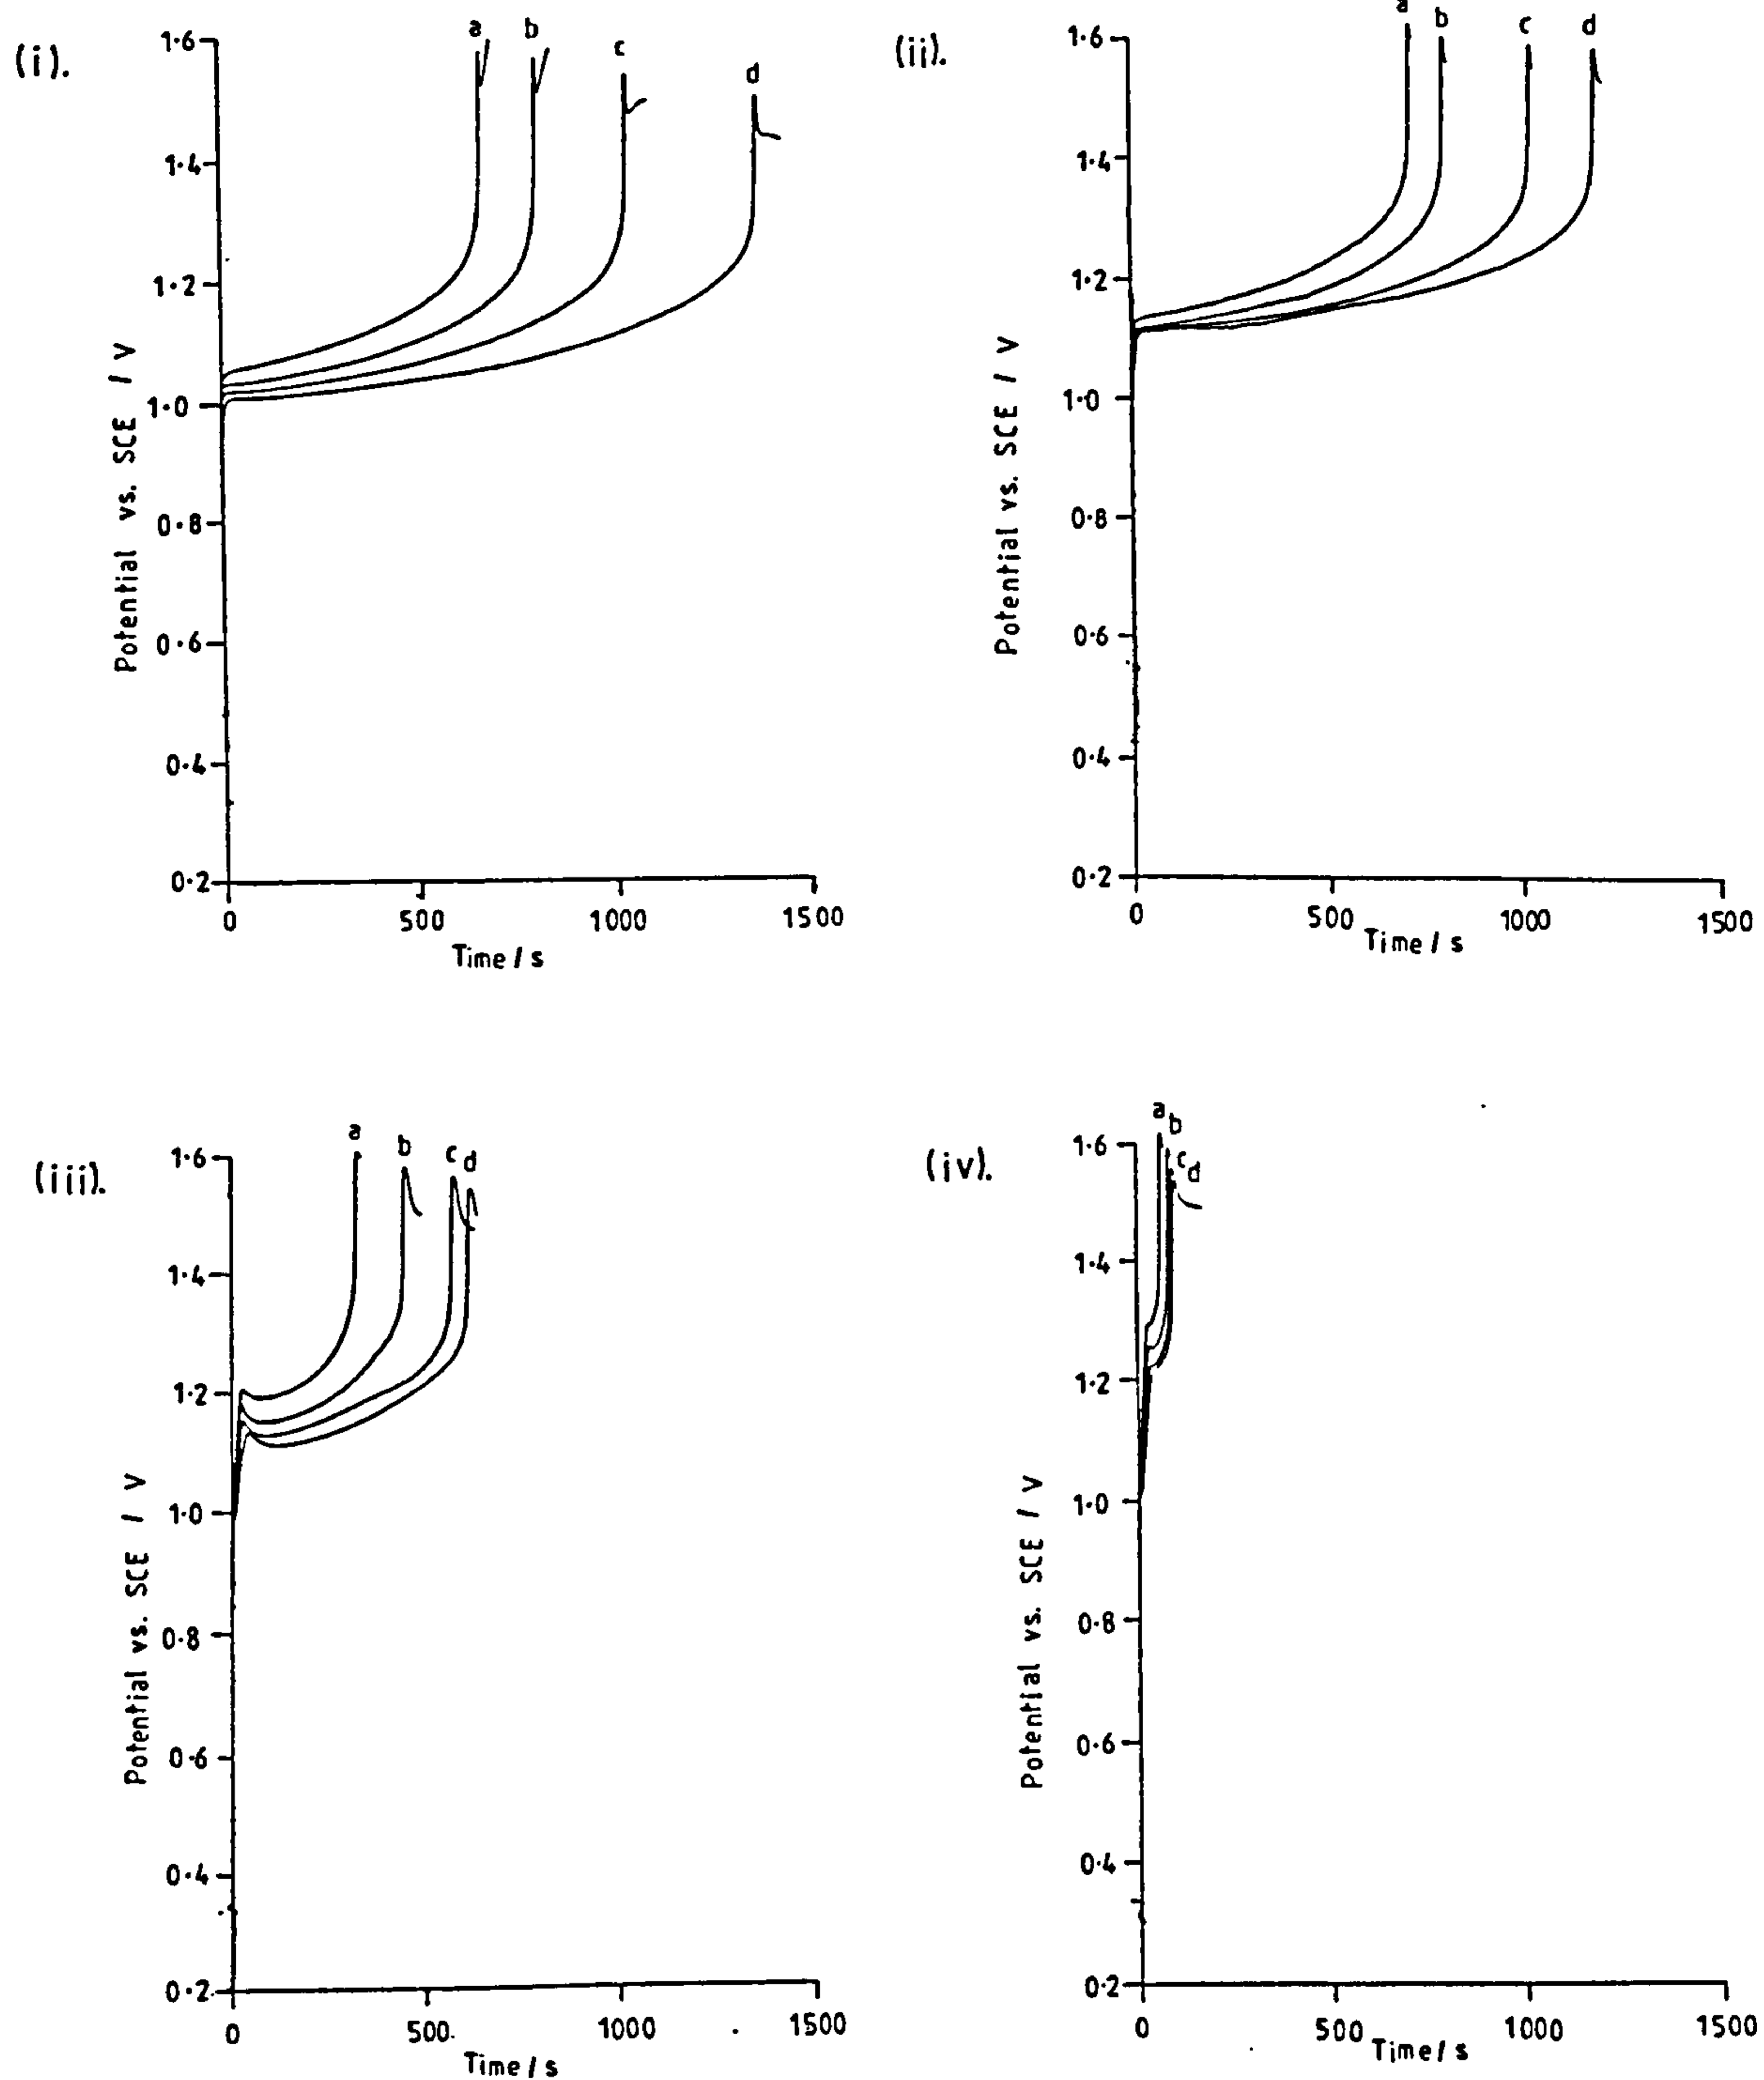 (i).
a b c d
1·6
1·4
1·2
1·0
0·8
0·6
0·4
0·2
Potential vs. SCE / V
0 500 1000 1500
Time / s
(ii).
a b c d
1·6
1·4
1·2
1·0
0·8
0·6
0·4
0·2
Potential vs. SCE / V
0 500 1000 1500
Time / s
(iii).
a b c d
1·6
1·4
1·2
1·0
0·8
0·6
0·4
0·2
Potential vs. SCE / V
0 500 1000 1500
Time / s
(iv).
a b c d
1·6
1·4
1·2
1·0
0·8
0·6
0·4
0·2
Potential vs. SCE / V
0 500 1000 1500
Time / s